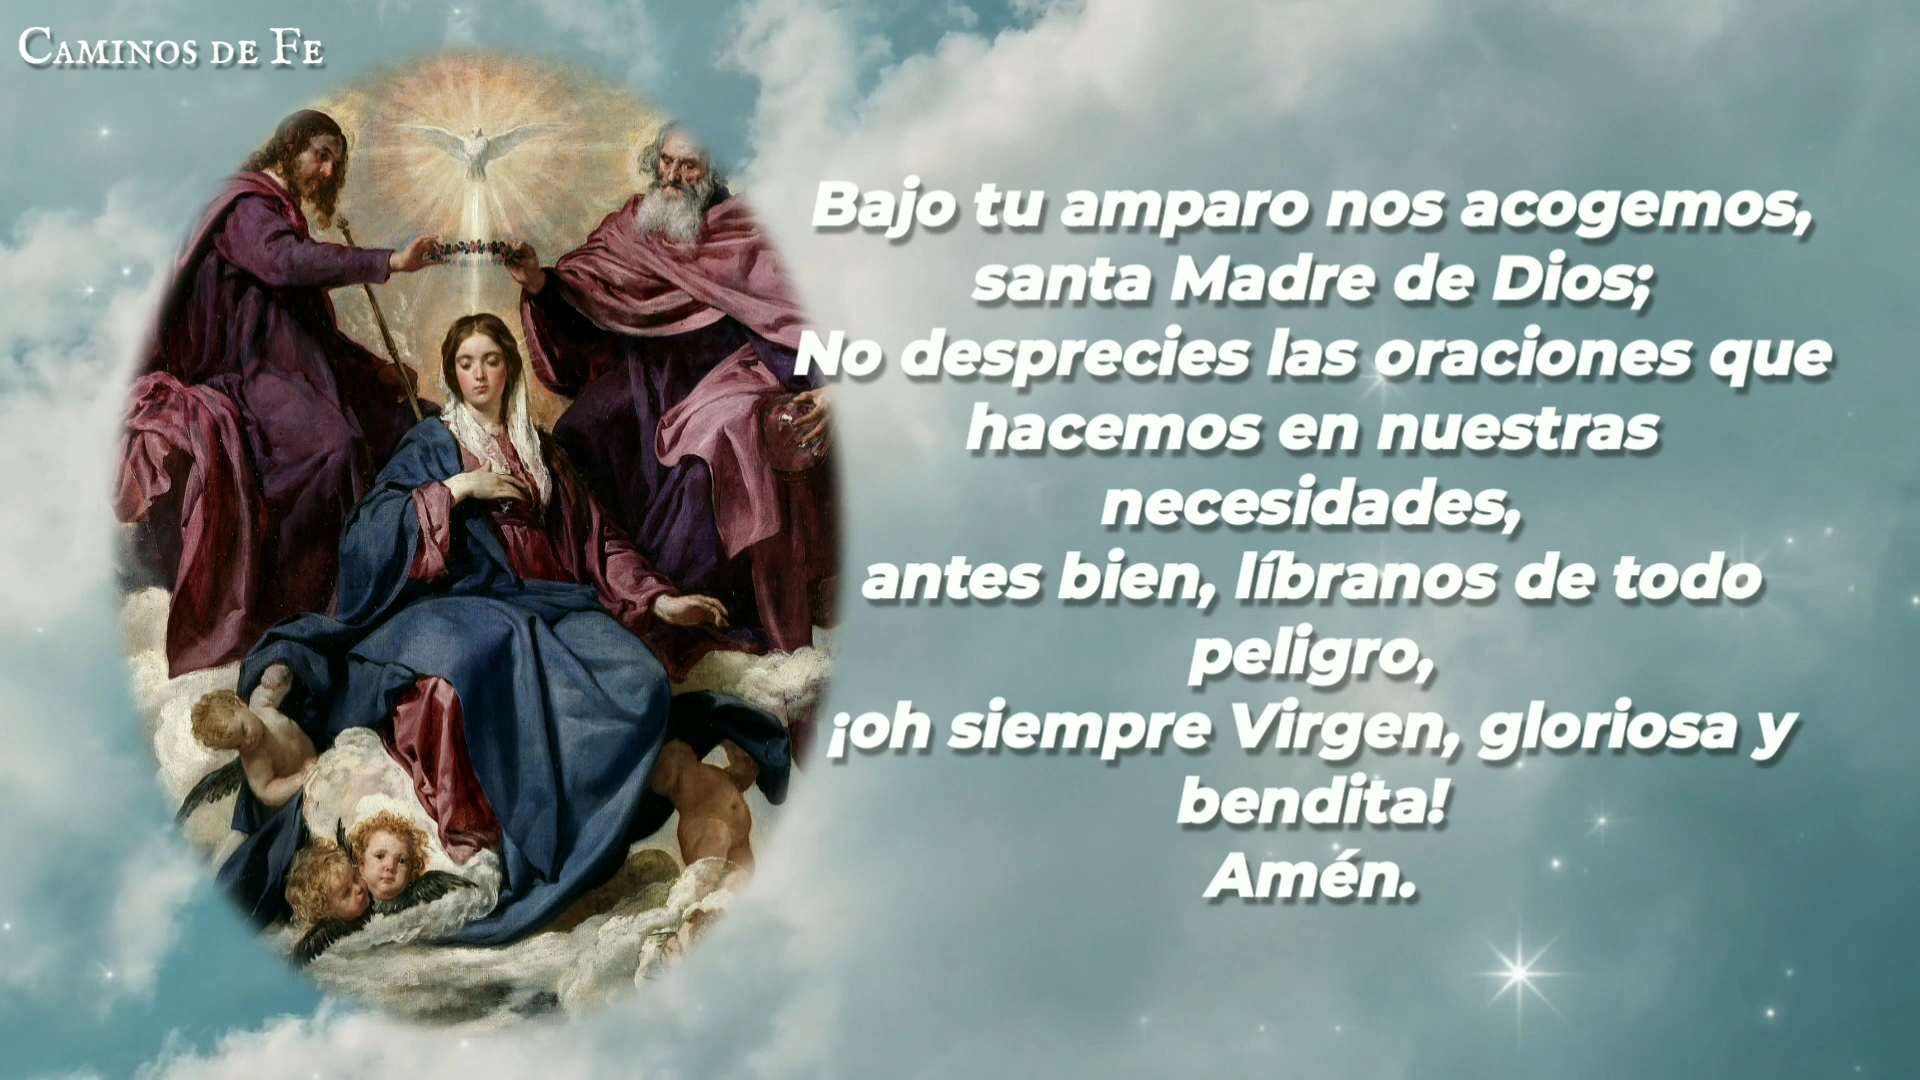 Caminos de Fe
Bajo tu amparo nos acogemos,
santa Madre de Dios;
No desprecies las oraciones que
hacemos en nuestras
necesidades,
antes bien, líbranos de todo
peligro,
¡oh siempre Virgen, gloriosa y
bendita!
Amén.